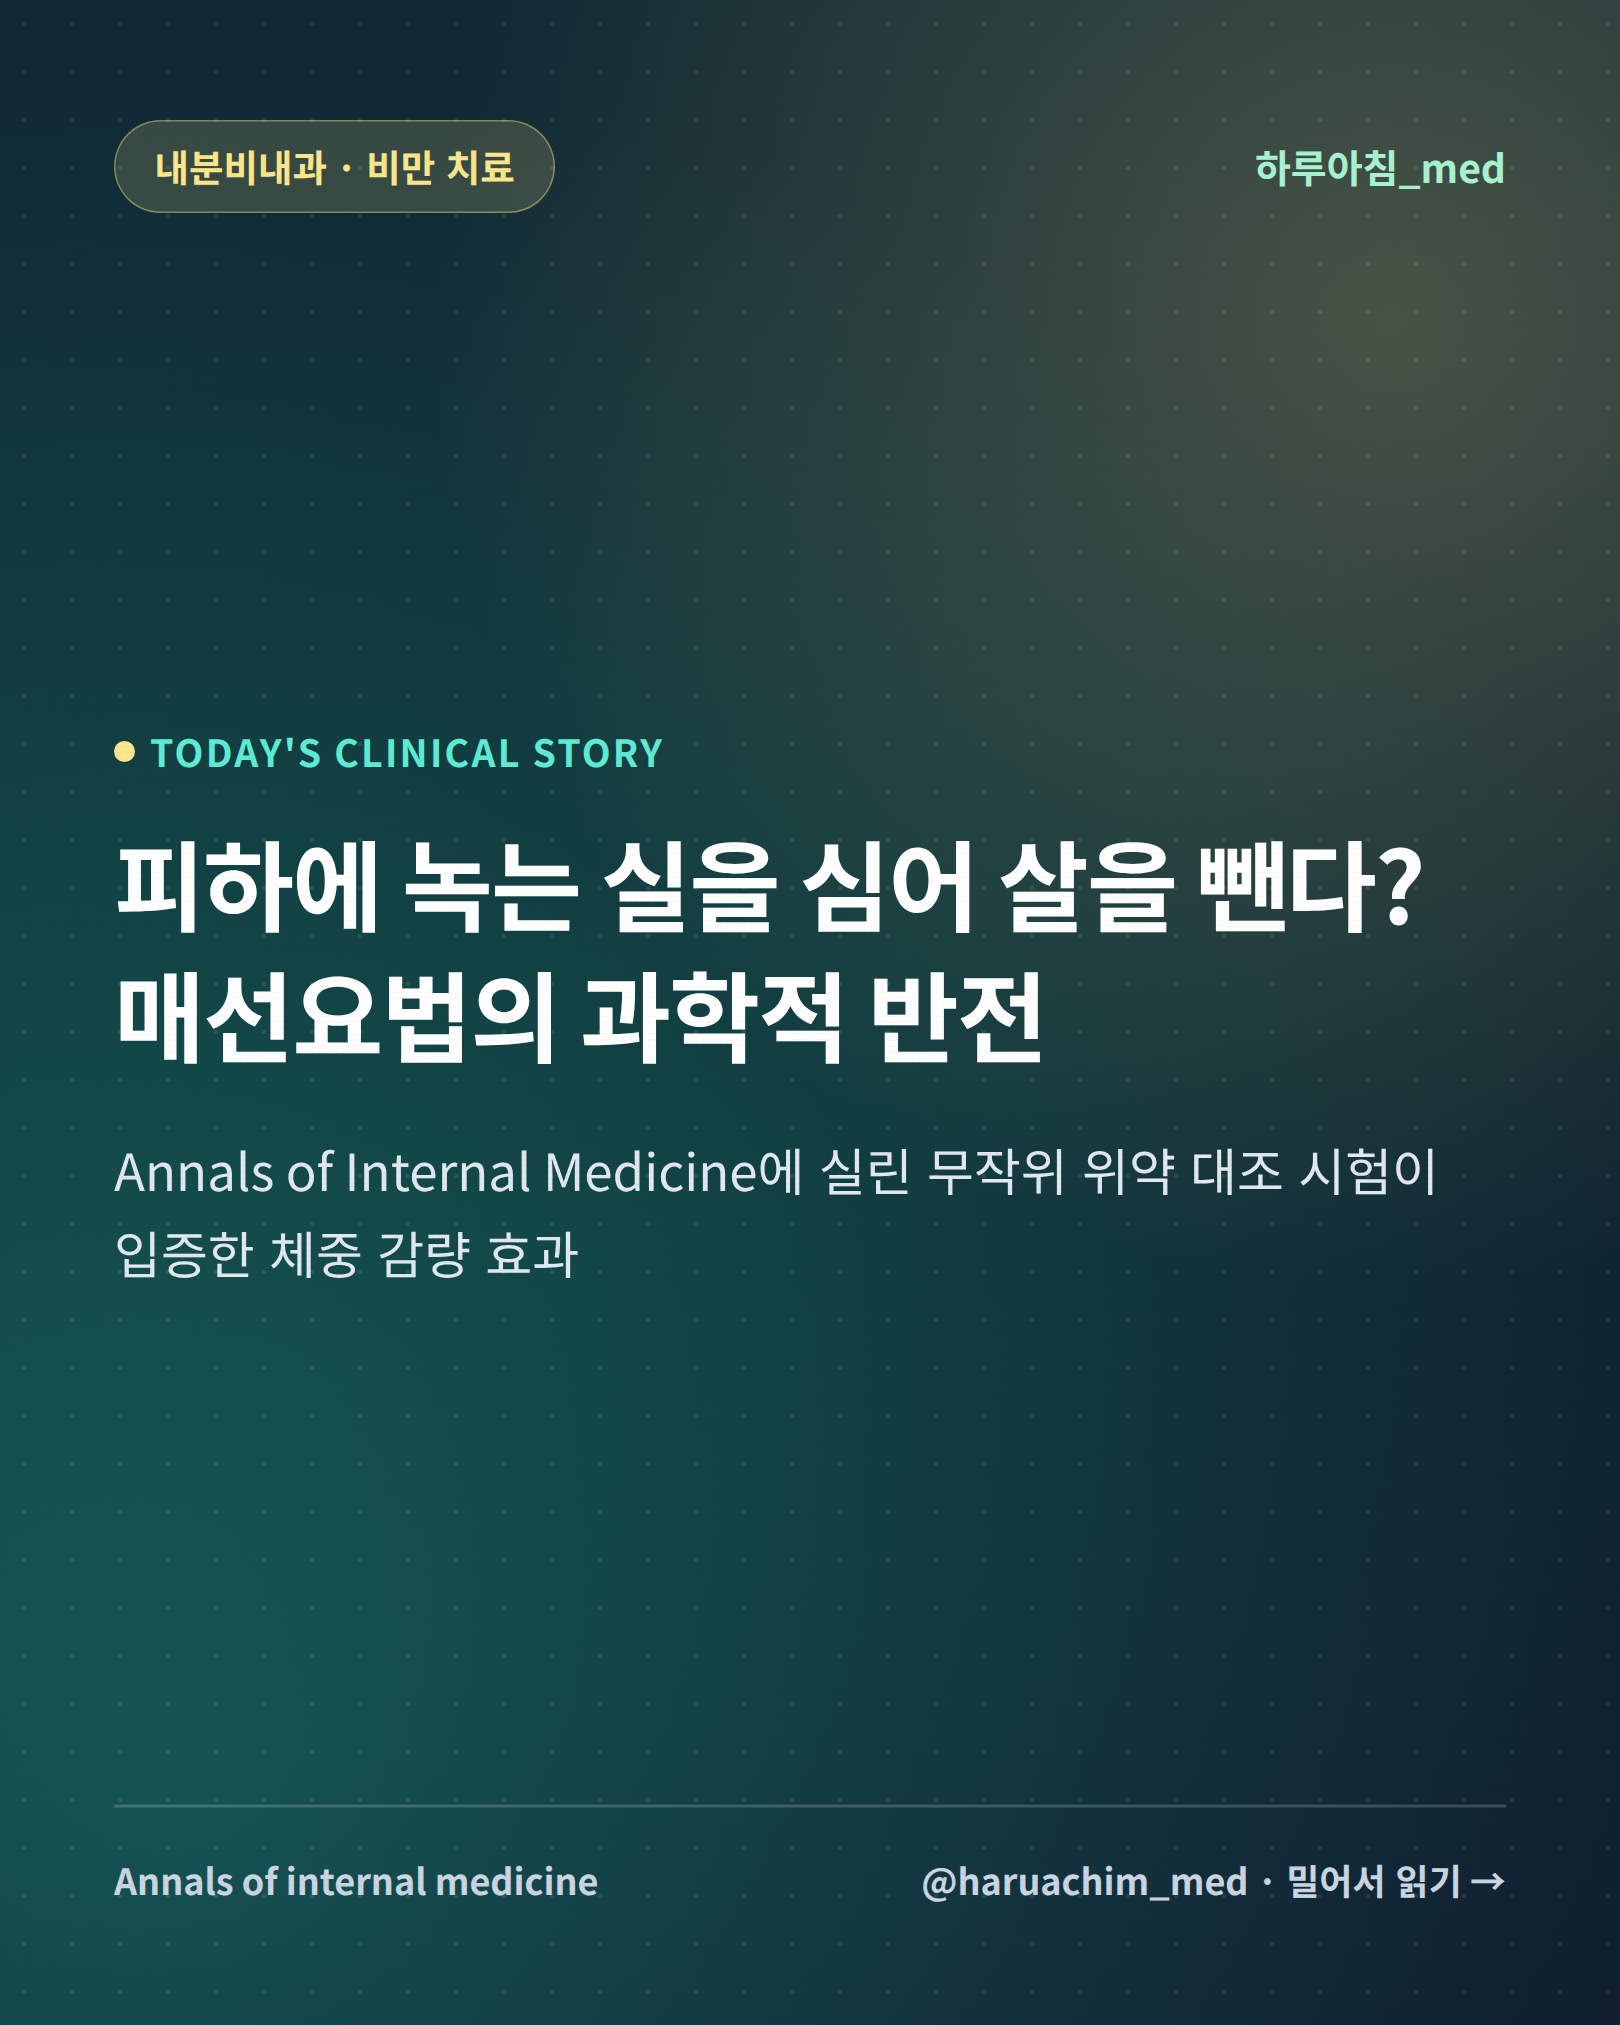 내분비내과 · 비만 치료
하루아침_med
TODAY'S CLINICAL STORY
피하에 녹는 실을 심어 살을 뺀다?
매선요법의 과학적 반전
Annals of Internal Medicine에 실린 무작위 위약 대조 시험이
입증한 체중 감량 효과
Annals of internal medicine
@haruachim_med · 밀어서 읽기 →